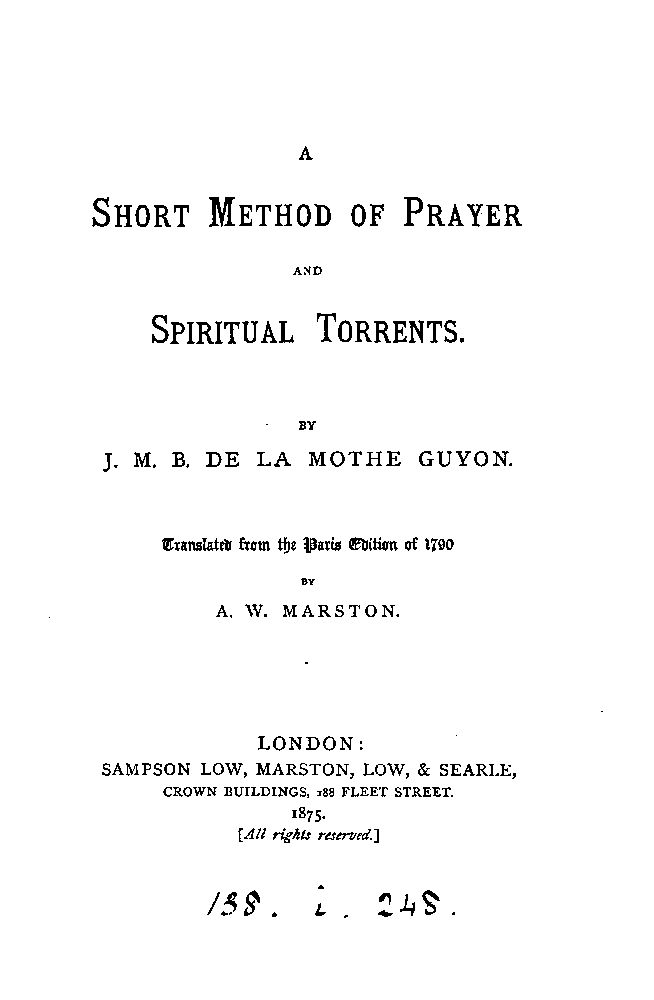 A
SHORT METHOD OF PRAYER
AND
SPIRITUAL TORRENTS.
BY
J. M. B. DE LA MOTHE GUYON.
Translated from the Paris Edition of 1790
BY
A. W. MARSTON.
LONDON:
SAMPSON LOW, MARSTON, LOW, & SEARLE,
CROWN BUILDINGS, 188 FLEET STREET.
1875.
[All rights reserved.]
138. i. 248.